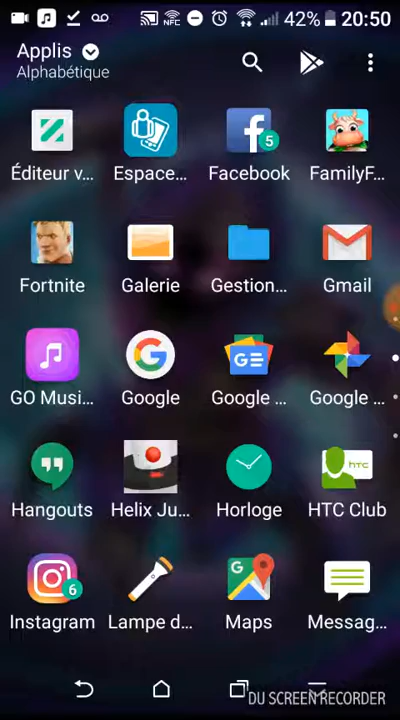 42% 20:50
Applis
Alphabétique
Éditeur v... Espace... Facebook FamilyF...
5
Fortnite Galerie Gestion... Gmail
GO Musi... Google Google ... Google ...
Hangouts Helix Ju... Horloge HTC Club
Instagram Lampe d... Maps Messag...
6
DU SCREEN RECORDER